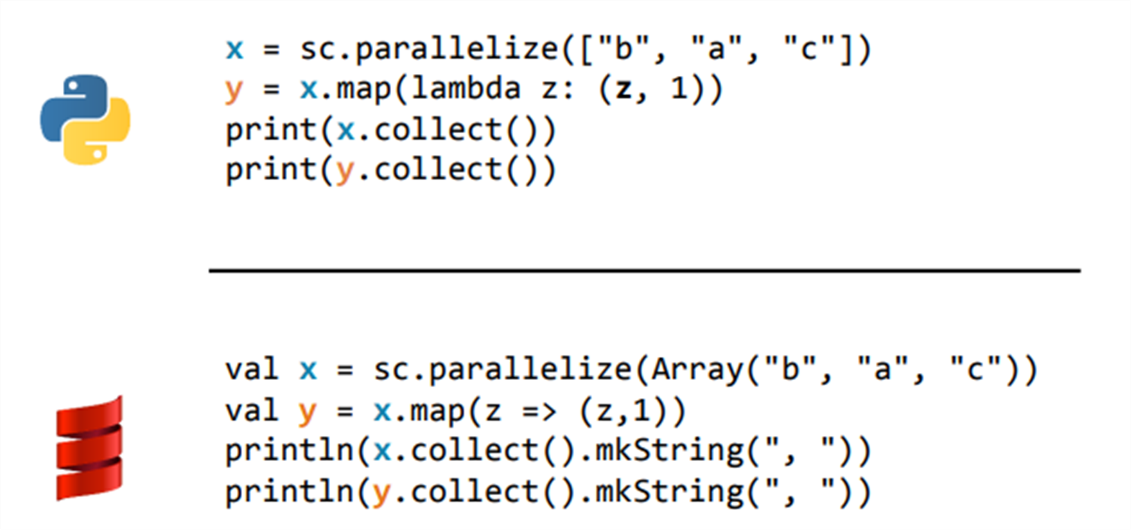 x = sc.parallelize(["b", "a", "c"])
y = x.map(lambda z: (z, 1))
print(x.collect())
print(y.collect())
val x = sc.parallelize(Array("b", "a", "c"))
val y = x.map(z => (z,1))
println(x.collect().mkString(", "))
println(y.collect().mkString(", "))